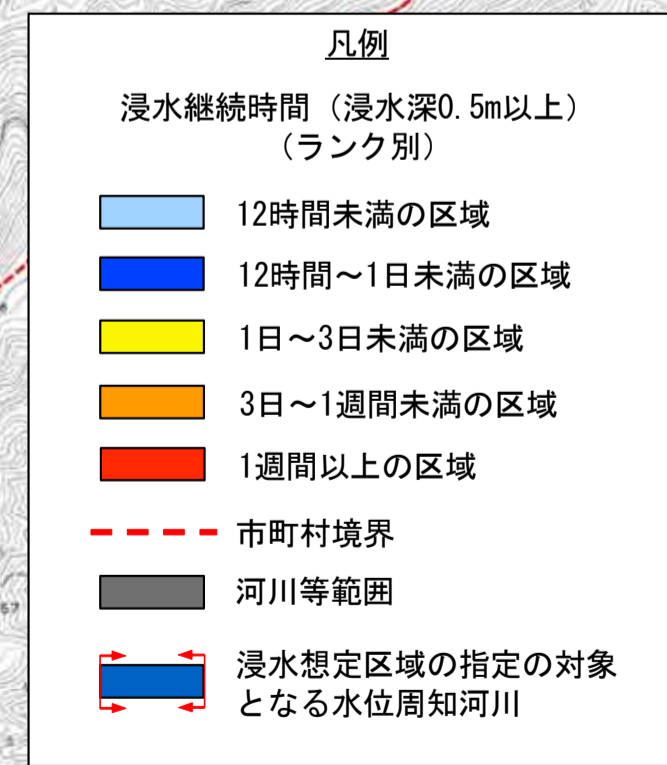 凡例
浸水継続時間（浸水深0.5m以上）
（ランク別）
12時間未満の区域
12時間～1日未満の区域
1日～3日未満の区域
3日～1週間未満の区域
1週間以上の区域
市町村境界
河川等範囲
浸水想定区域の指定の対象
となる水位周知河川